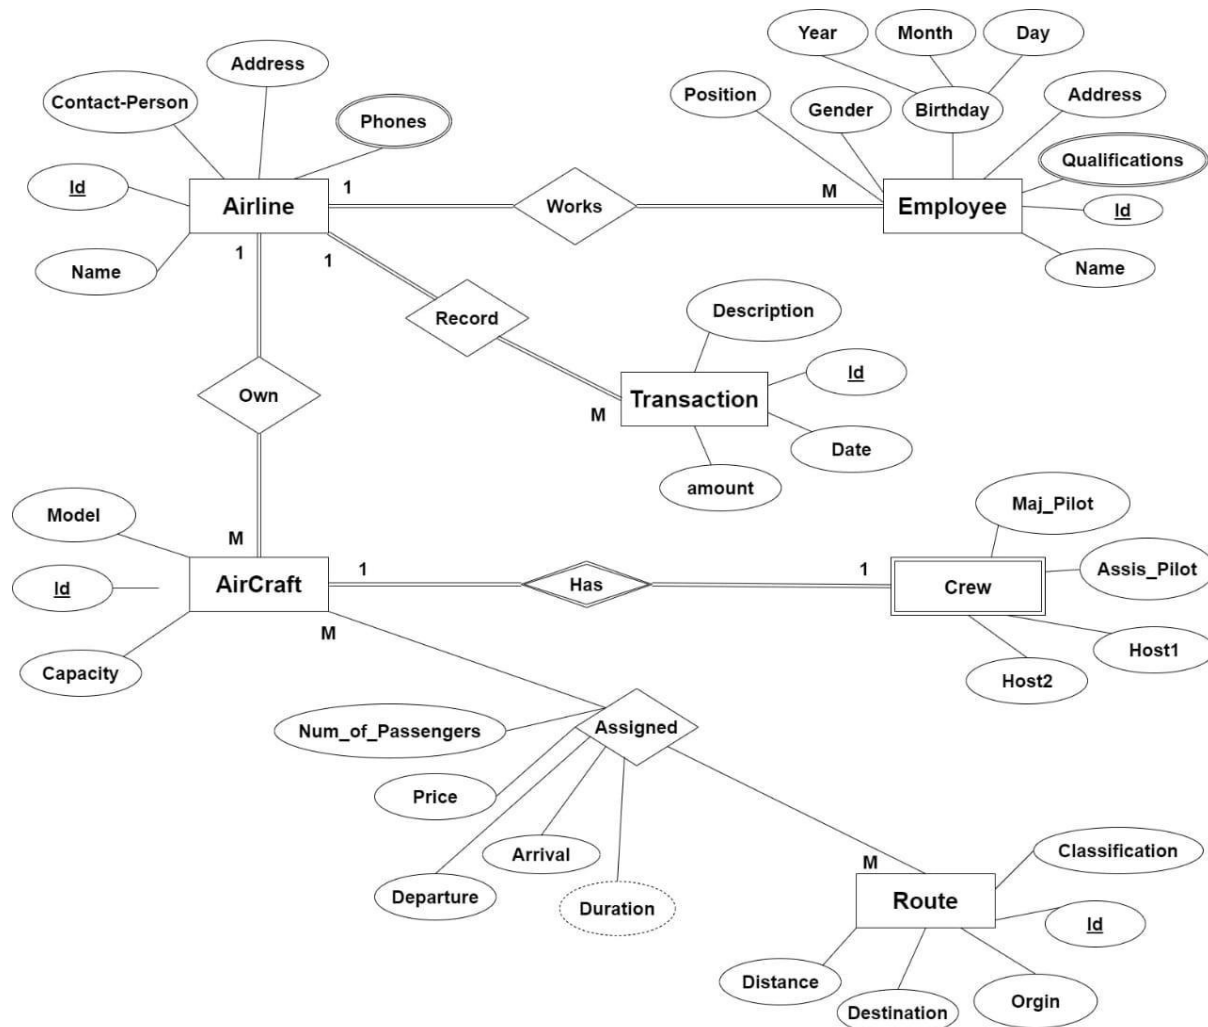 Year
Month
Day
Address
Contact-Person
Position
Gender
Birthday
Address
Phones
Qualifications
Id
Airline
1
Works
M
Employee
Id
Name
1
1
Name
Record
Description
Own
Transaction
Id
M
Date
amount
Model
M
Maj_Pilot
Id
AirCraft
1
Has
1
Crew
Assis_Pilot
M
Capacity
Host2
Host1
Num_of_Passengers
Assigned
Price
Arrival
Departure
Duration
M
Classification
Route
Id
Distance
Destination
Orgin